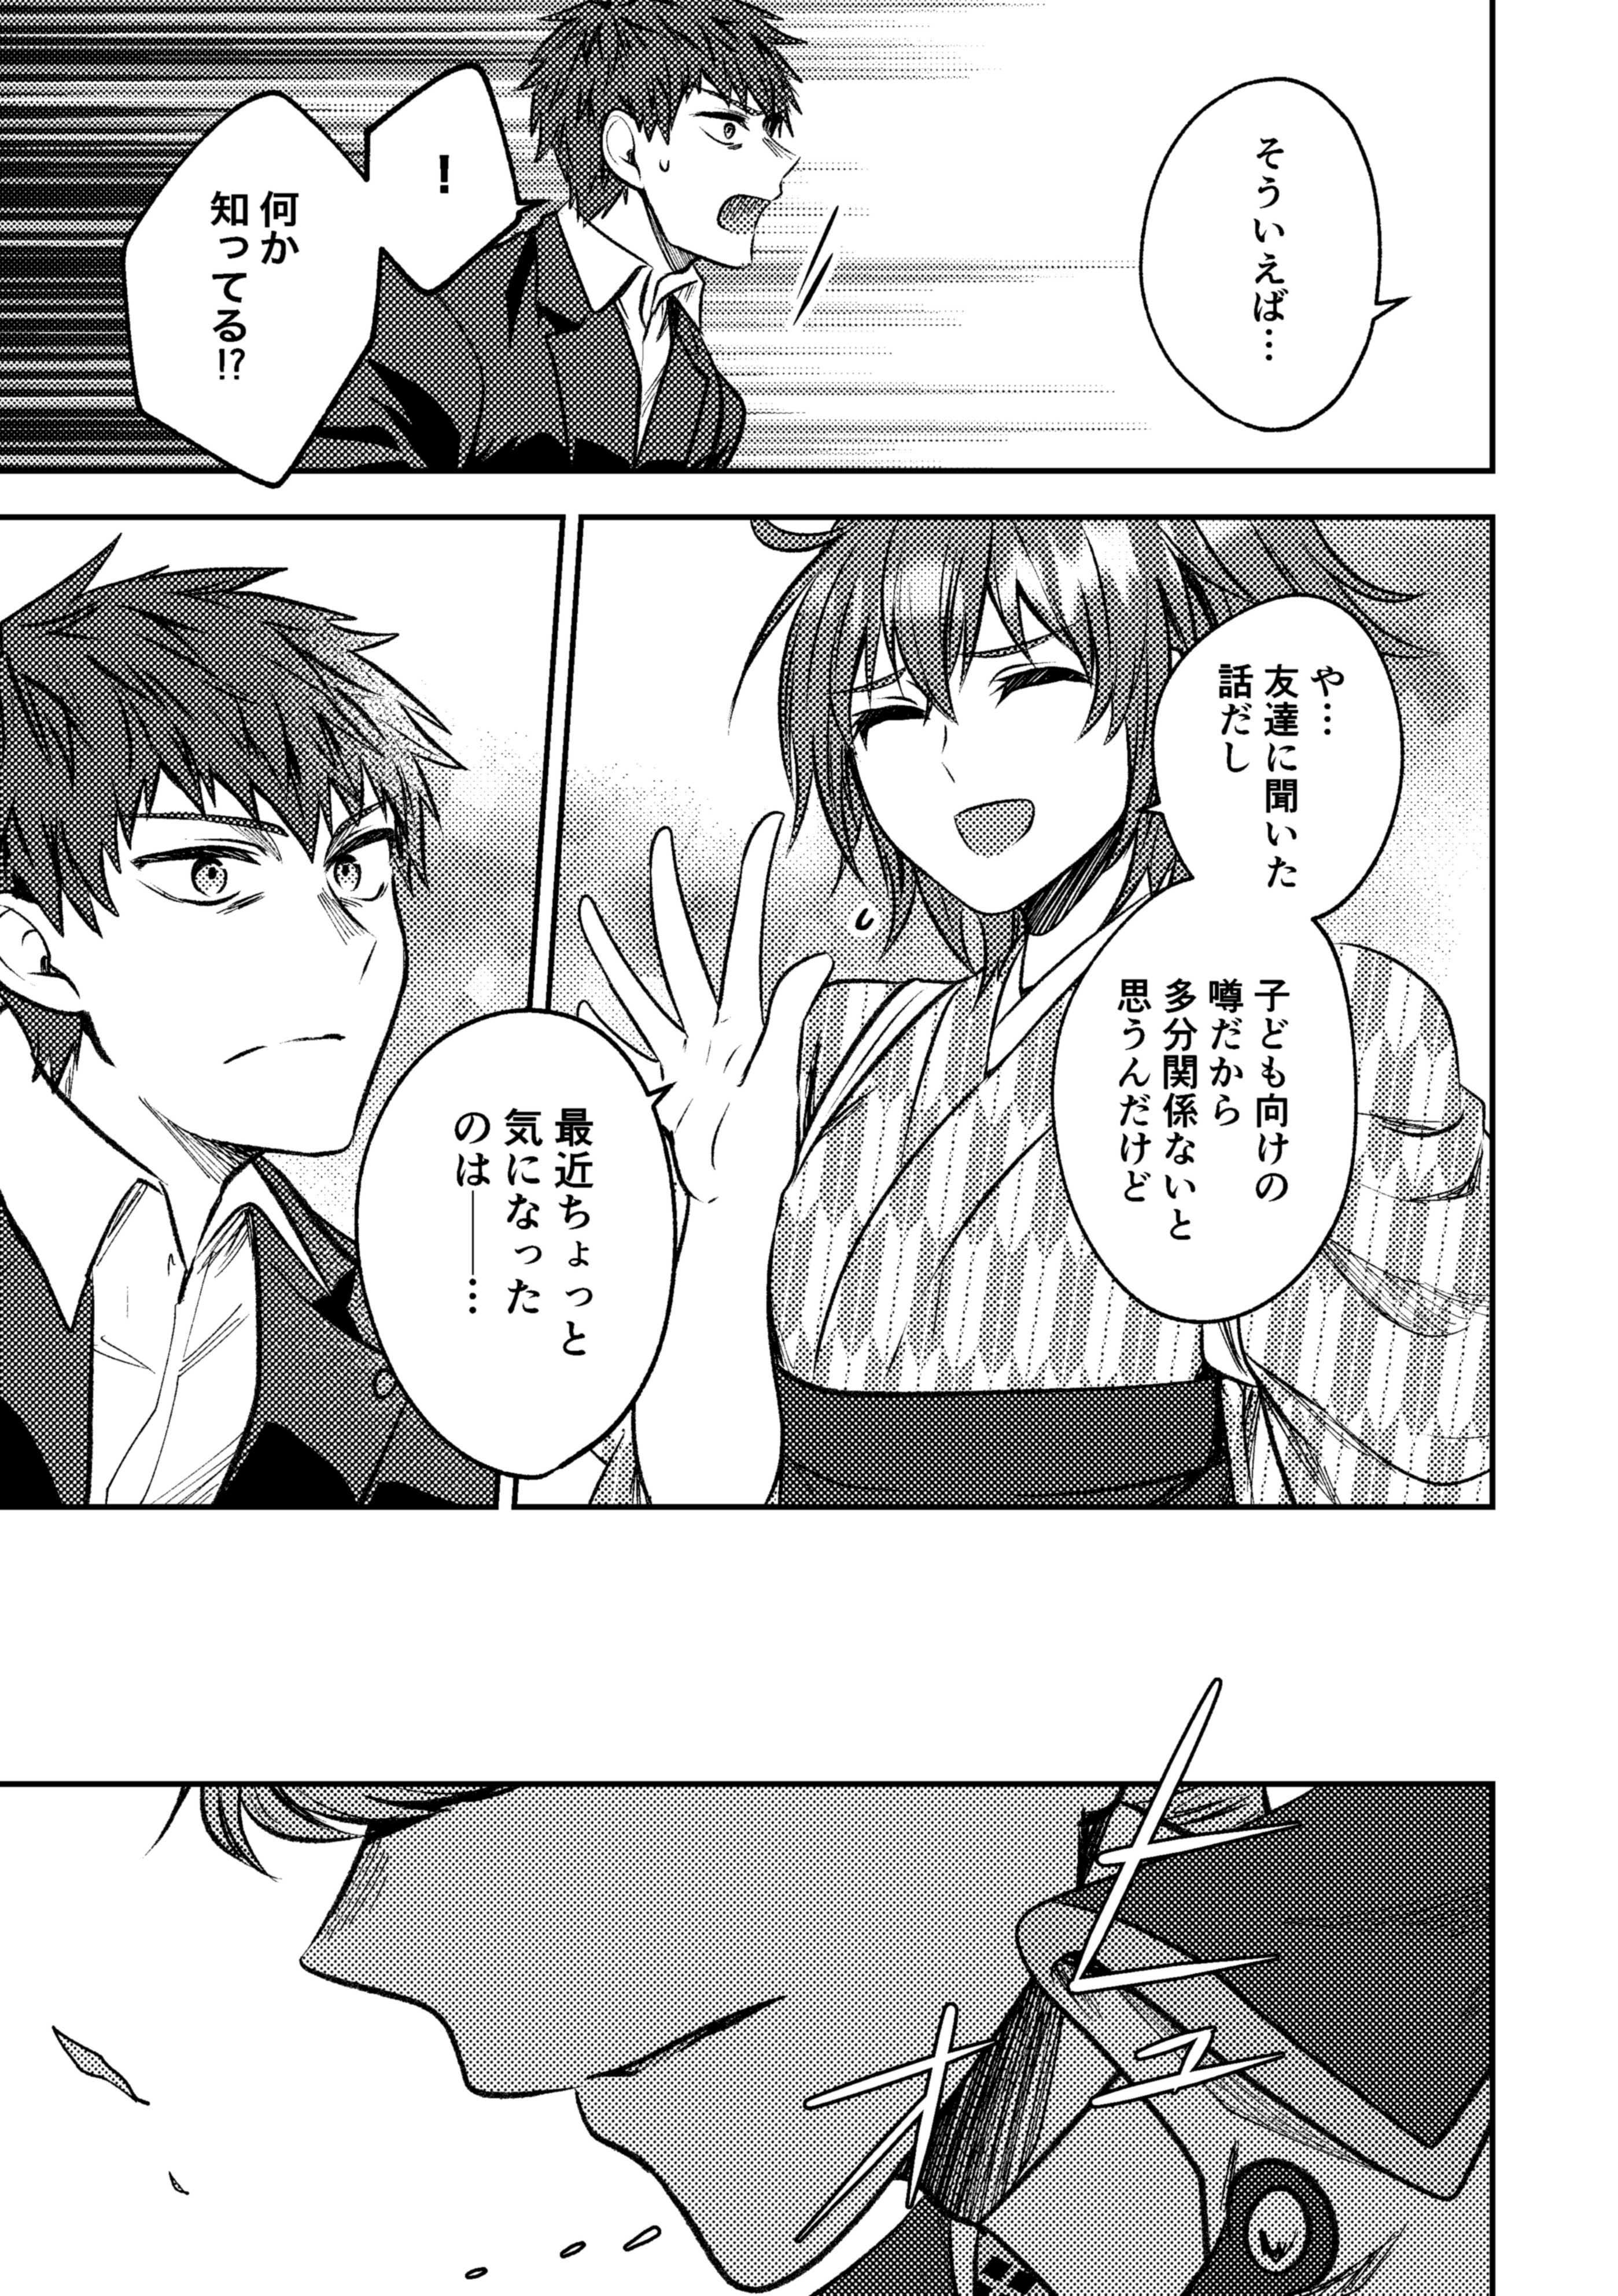 そういえば…
！
何か
知ってる⁉
や…
友達に聞いた
話だし
子ども向けの
噂だから
多分関係ないと
思うんだけど
最近ちょっと
気になった
のは――…